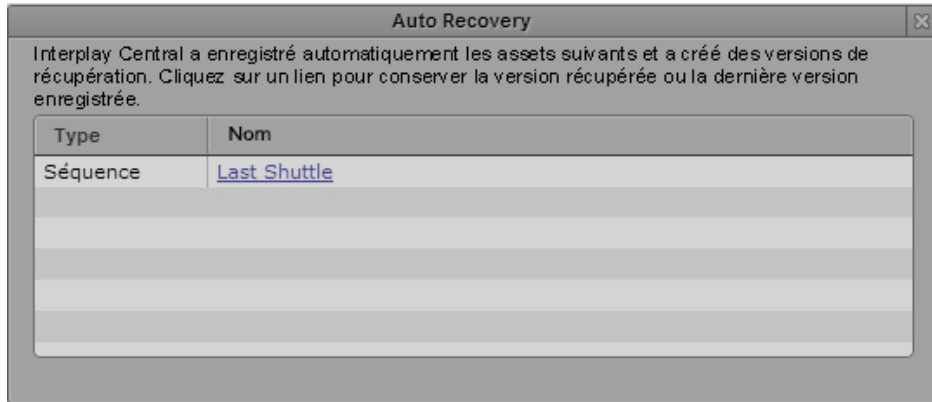 Auto Recovery
Interplay Central a enregistré automatiquement les assets suivants et a créé des versions de
récupération. Cliquez sur un lien pour conserver la version récupérée ou la dernière version
enregistrée.
Type Nom
Séquence Last Shuttle